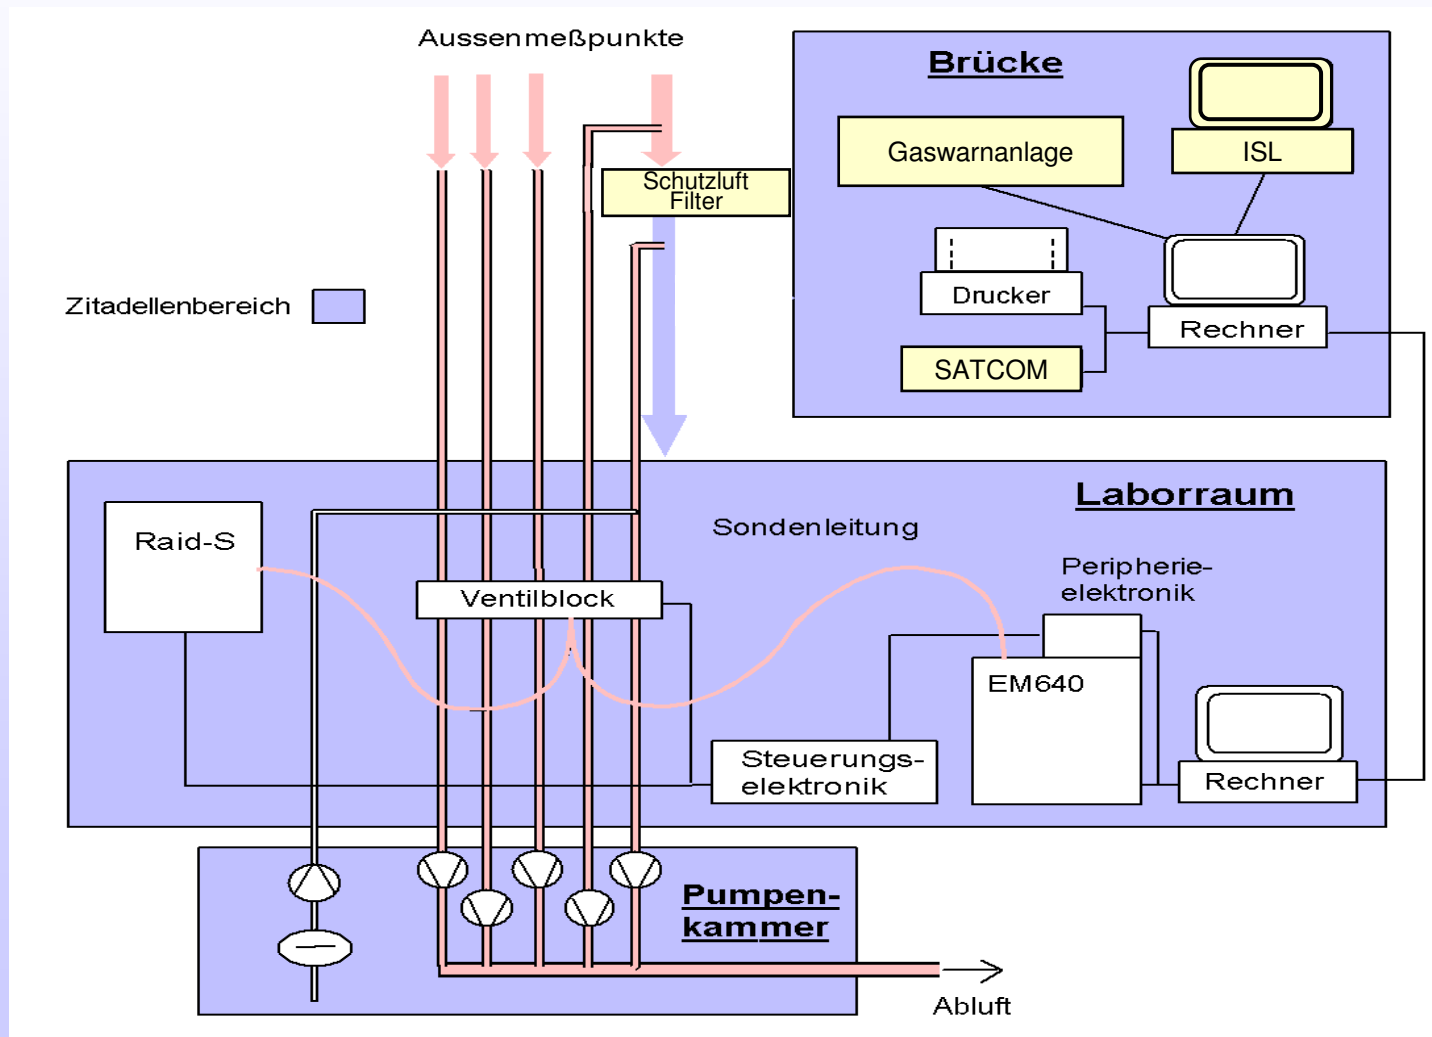 Aussenmeßpunkte
Brücke
Gaswarnanlage
ISL
Schutzluft
Filter
Drucker
Rechner
SATCOM
Zitadellenbereich
Laborraum
Raid-S
Sondenleitung
Ventilblock
Peripherie-
elektronik
EM640
Steuerungs-
elektronik
Rechner
Pumpen-
kammer
Abluft